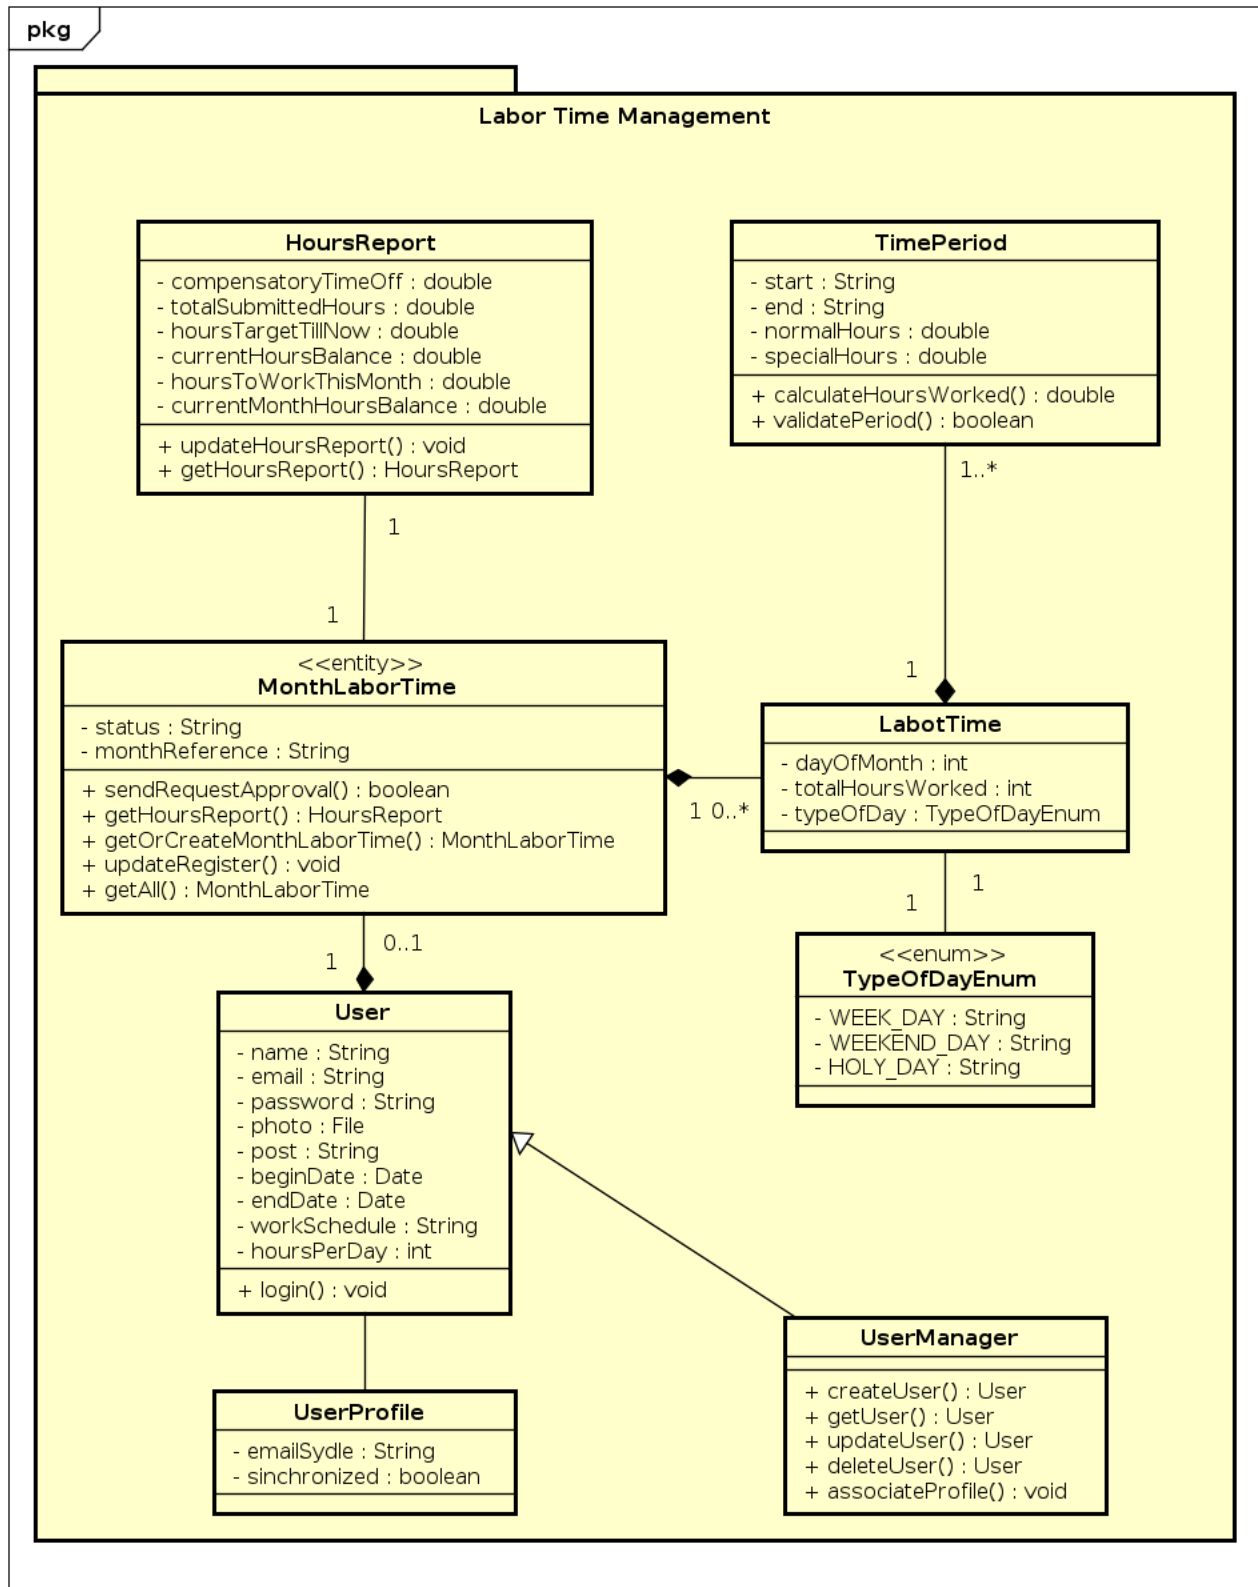 pkg
Labor Time Management
HoursReport
- compensatoryTimeOff : double
- totalSubmittedHours : double
- hoursTargetTillNow : double
- currentHoursBalance : double
- hoursToWorkThisMonth : double
- currentMonthHoursBalance : double
+ updateHoursReport() : void
+ getHoursReport() : HoursReport
TimePeriod
- start : String
- end : String
- normalHours : double
- specialHours : double
+ calculateHoursWorked() : double
+ validatePeriod() : boolean
1..*
1
1
1
<<entity>>
MonthLaborTime
- status : String
- monthReference : String
+ sendRequestApproval() : boolean
+ getHoursReport() : HoursReport
+ getOrCreateMonthLaborTime() : MonthLaborTime
+ updateRegister() : void
+ getAll() : MonthLaborTime
1 0..*
LabotTime
- dayOfMonth : int
- totalHoursWorked : int
- typeOfDay : TypeOfDayEnum
1
1
0..1
1
<<enum>>
TypeOfDayEnum
- WEEK_DAY : String
- WEEKEND_DAY : String
- HOLY_DAY : String
User
- name : String
- email : String
- password : String
- photo : File
- post : String
- beginDate : Date
- endDate : Date
- workSchedule : String
- hoursPerDay : int
+ login() : void
UserManager
+ createUser() : User
+ getUser() : User
+ updateUser() : User
+ deleteUser() : User
+ associateProfile() : void
UserProfile
- emailSydle : String
- sinchronized : boolean